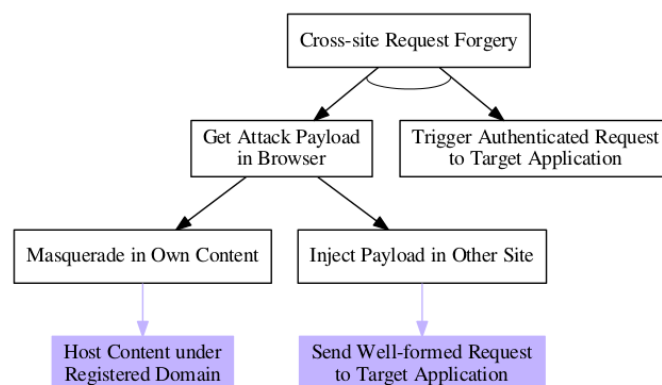 Cross-site Request Forgery
Get Attack Payload
in Browser
Trigger Authenticated Request
to Target Application
Masquerade in Own Content
Inject Payload in Other Site
Host Content under
Registered Domain
Send Well-formed Request
to Target Application